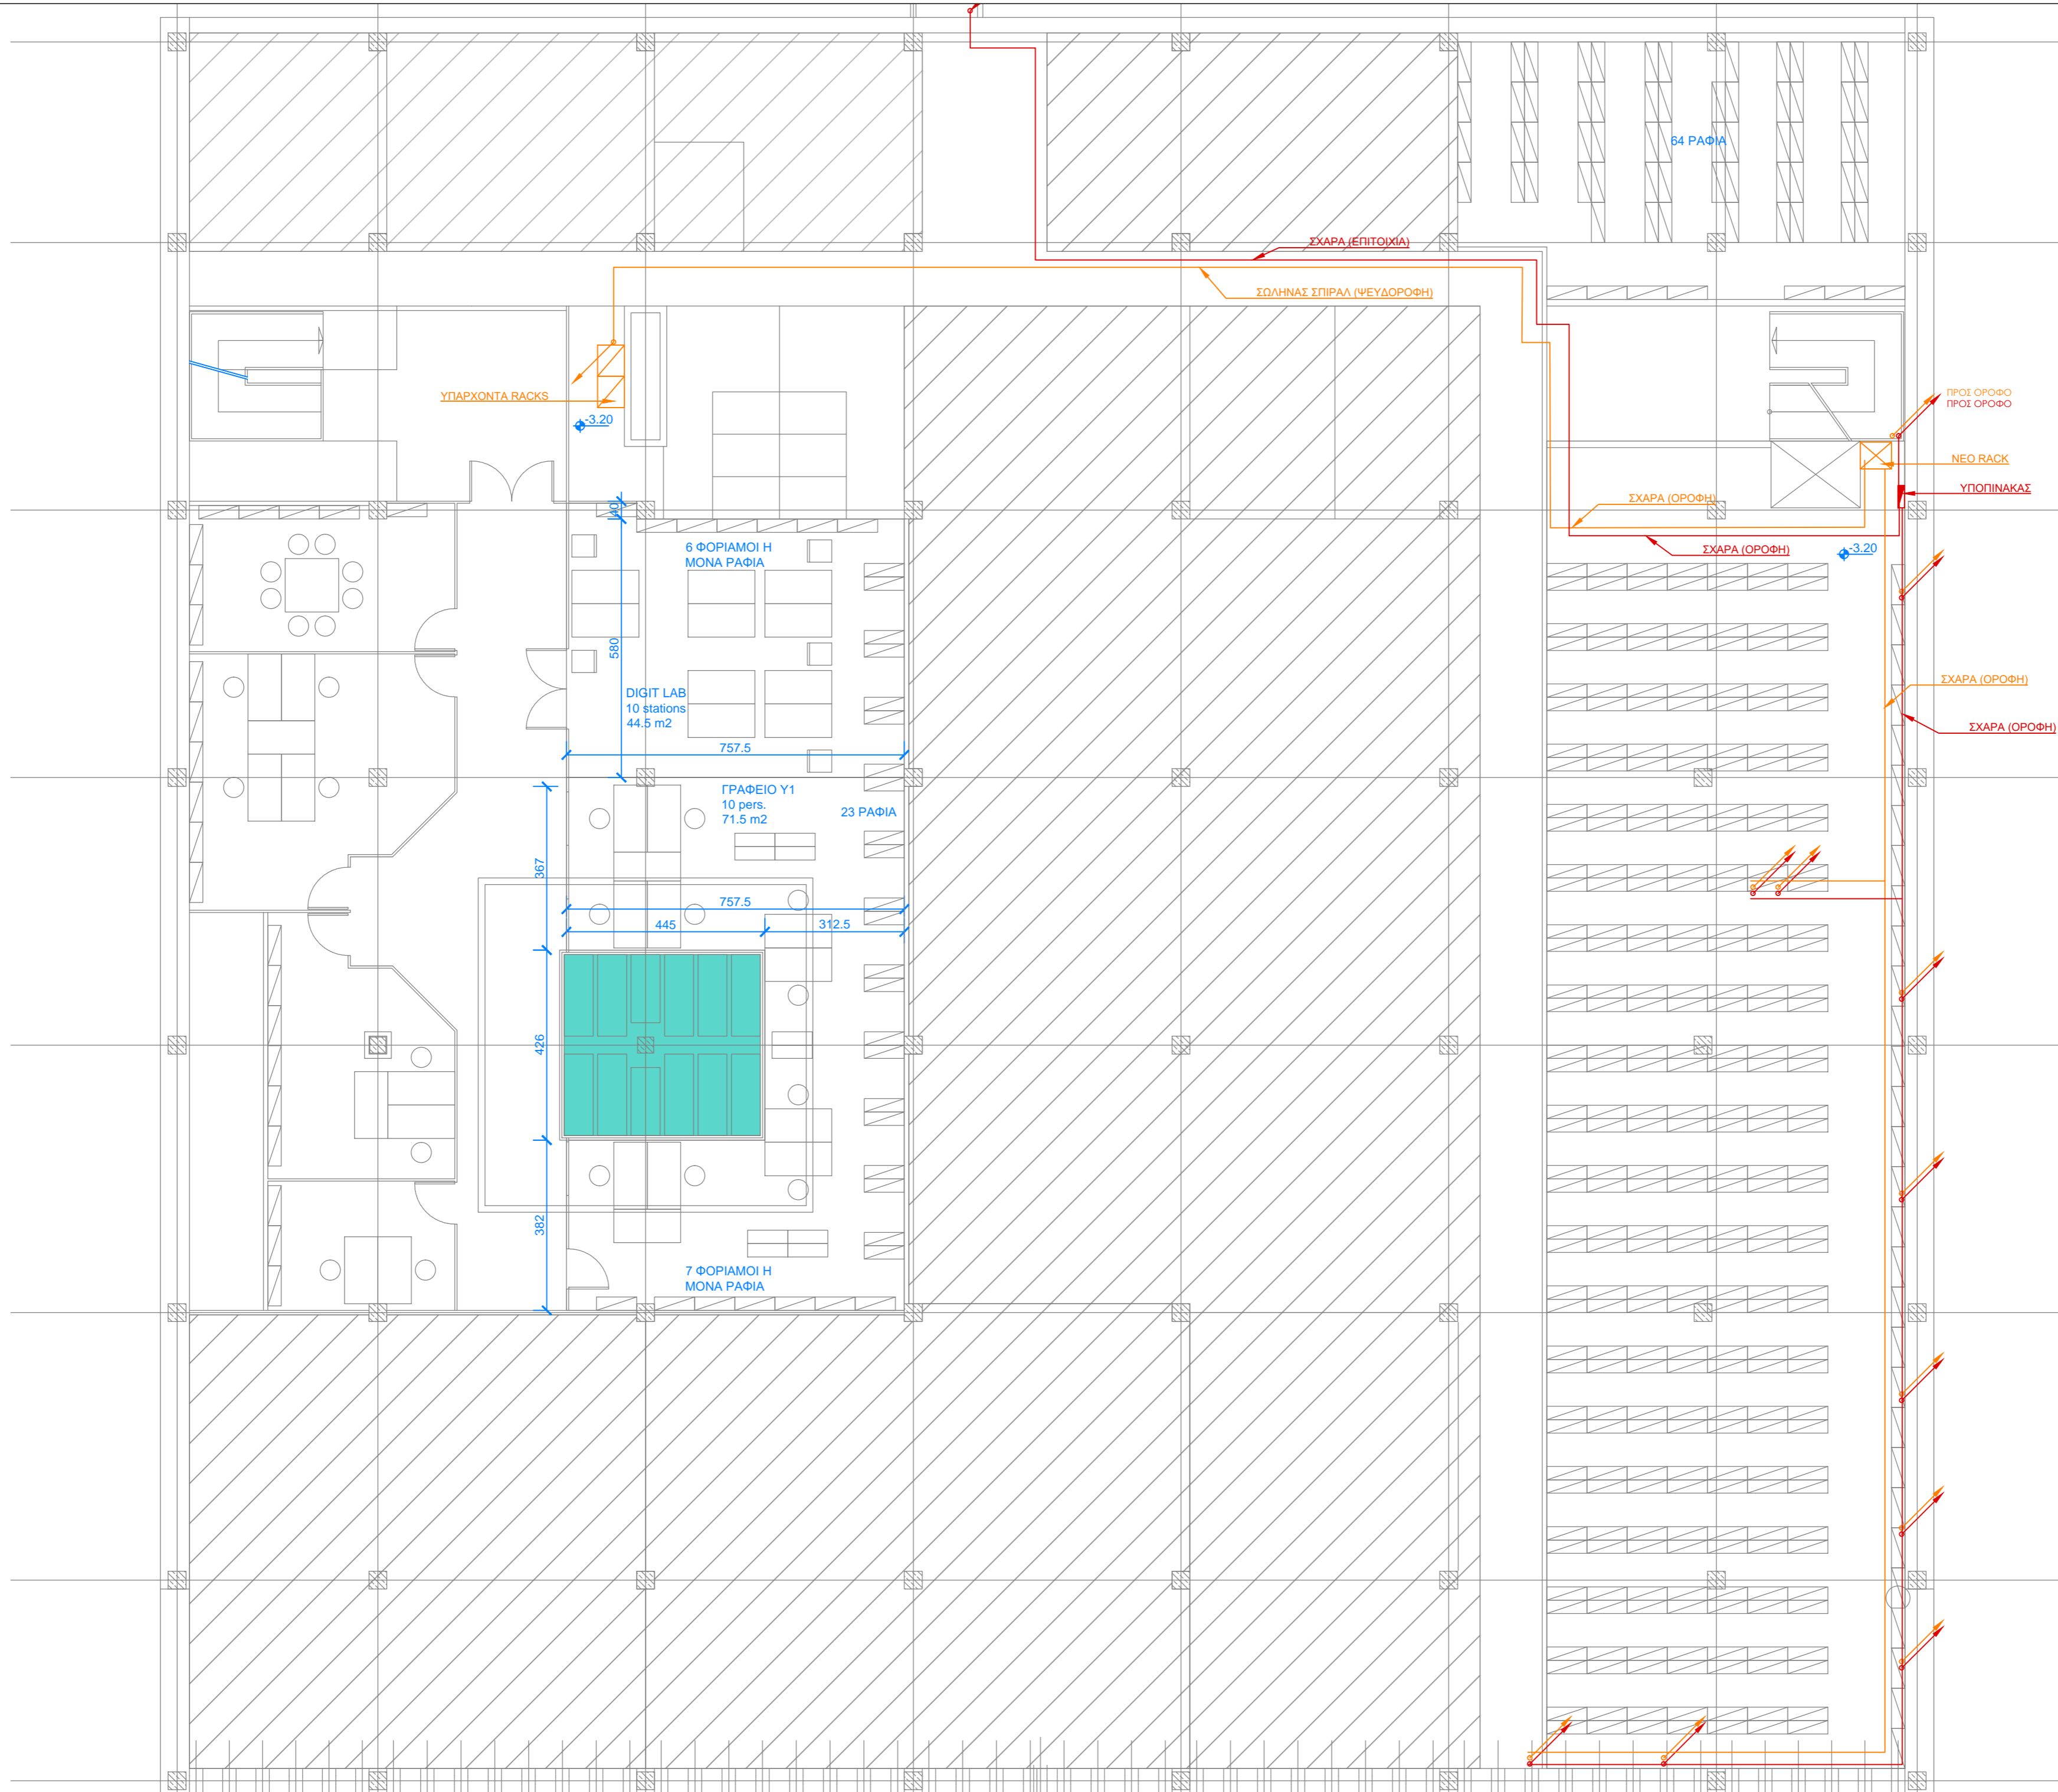 64 ΡΑΦΙΑ
ΣΧΑΡΑ (ΕΠΙΤΟΙΧΙΑ)
ΣΩΛΗΝΑΣ ΣΠΙΡΑΛ (ΨΕΥΔΟΡΟΦΗ)
ΥΠΑΡΧΟΝΤΑ RACKS
-3.20
ΠΡΟΣ ΟΡΟΦΟ
ΠΡΟΣ ΟΡΟΦΟ
ΝΕΟ RACK
ΥΠΟΠΙΝΑΚΑΣ
ΣΧΑΡΑ (ΟΡΟΦΗ)
40
6 ΦΟΡΙΑΜΟΙ Η
ΜΟΝΑ ΡΑΦΙΑ
ΣΧΑΡΑ (ΟΡΟΦΗ)
-3.20
580
ΣΧΑΡΑ (ΟΡΟΦΗ)
DIGIT LAB
10 stations
44.5 m2
ΣΧΑΡΑ (ΟΡΟΦΗ)
757.5
ΓΡΑΦΕΙΟ Υ1
10 pers.
71.5 m2
23 ΡΑΦΙΑ
367
757.5
445
312.5
426
382
7 ΦΟΡΙΑΜΟΙ Η
ΜΟΝΑ ΡΑΦΙΑ